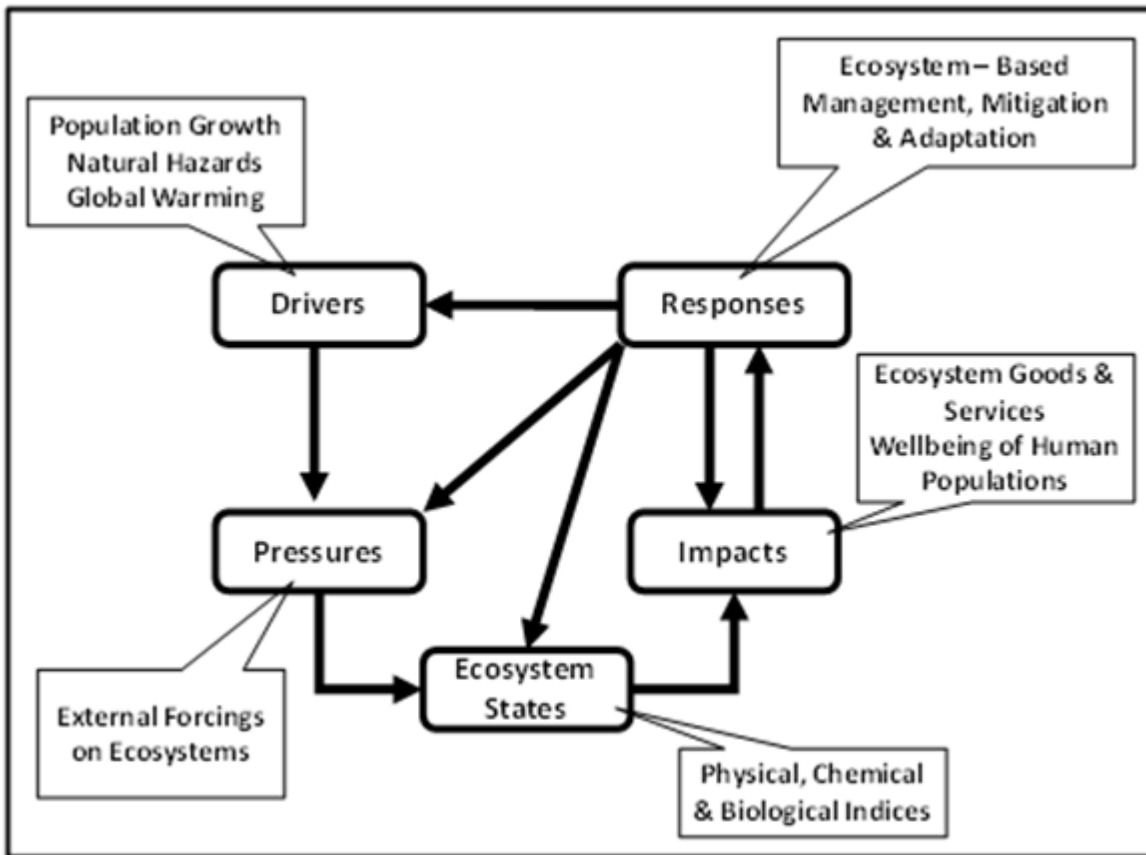 Ecosystem – Based
Management, Mitigation
& Adaptation
Population Growth
Natural Hazards
Global Warming
Drivers
Responses
Ecosystem Goods &
Services
Wellbeing of Human
Populations
Pressures
Impacts
Ecosystem
States
External Forcings
on Ecosystems
Physical, Chemical
& Biological Indices